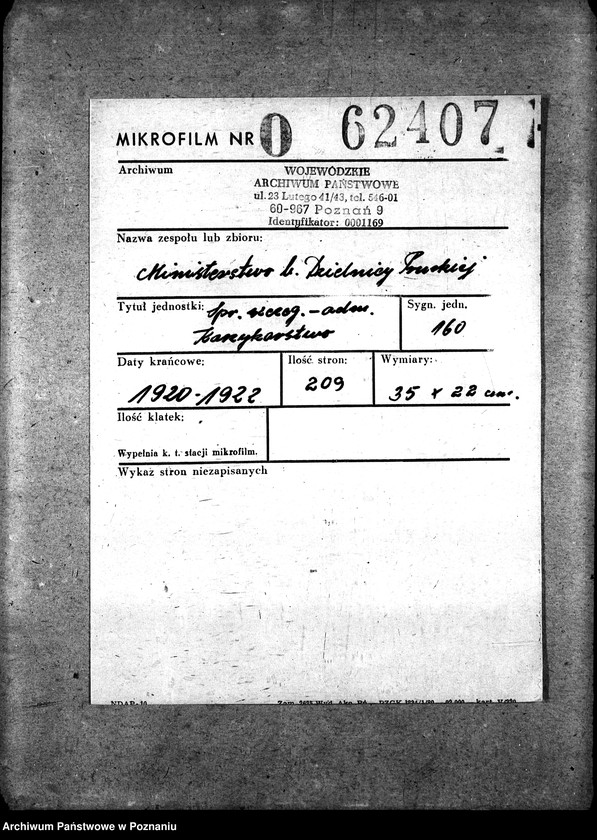 MIKROFILM NR O 62407
Archiwum
WOJEWÓDZKIE
ARCHIWUM PAŃSTWOWE
ul. 23 Lutego 41/43, tel. 546-01
60-967 Poznań 9
Identyfikator: 0001169
Nazwa zespołu lub zbioru:
Ministerstwo b. Dzielnicy Pruskiej
Tytuł jednostki: Spr. - adm.
Sygn. jedn.
160
Daty krańcowe:
1920-1922
Ilość stron:
209
Wymiary:
35 x 22 cm.
Ilość klatek:
Wypełnia k. t. stacji mikrofilm.
Wykaz stron niezapisanych
NDAP-10
Archiwum Państwowe w Poznaniu